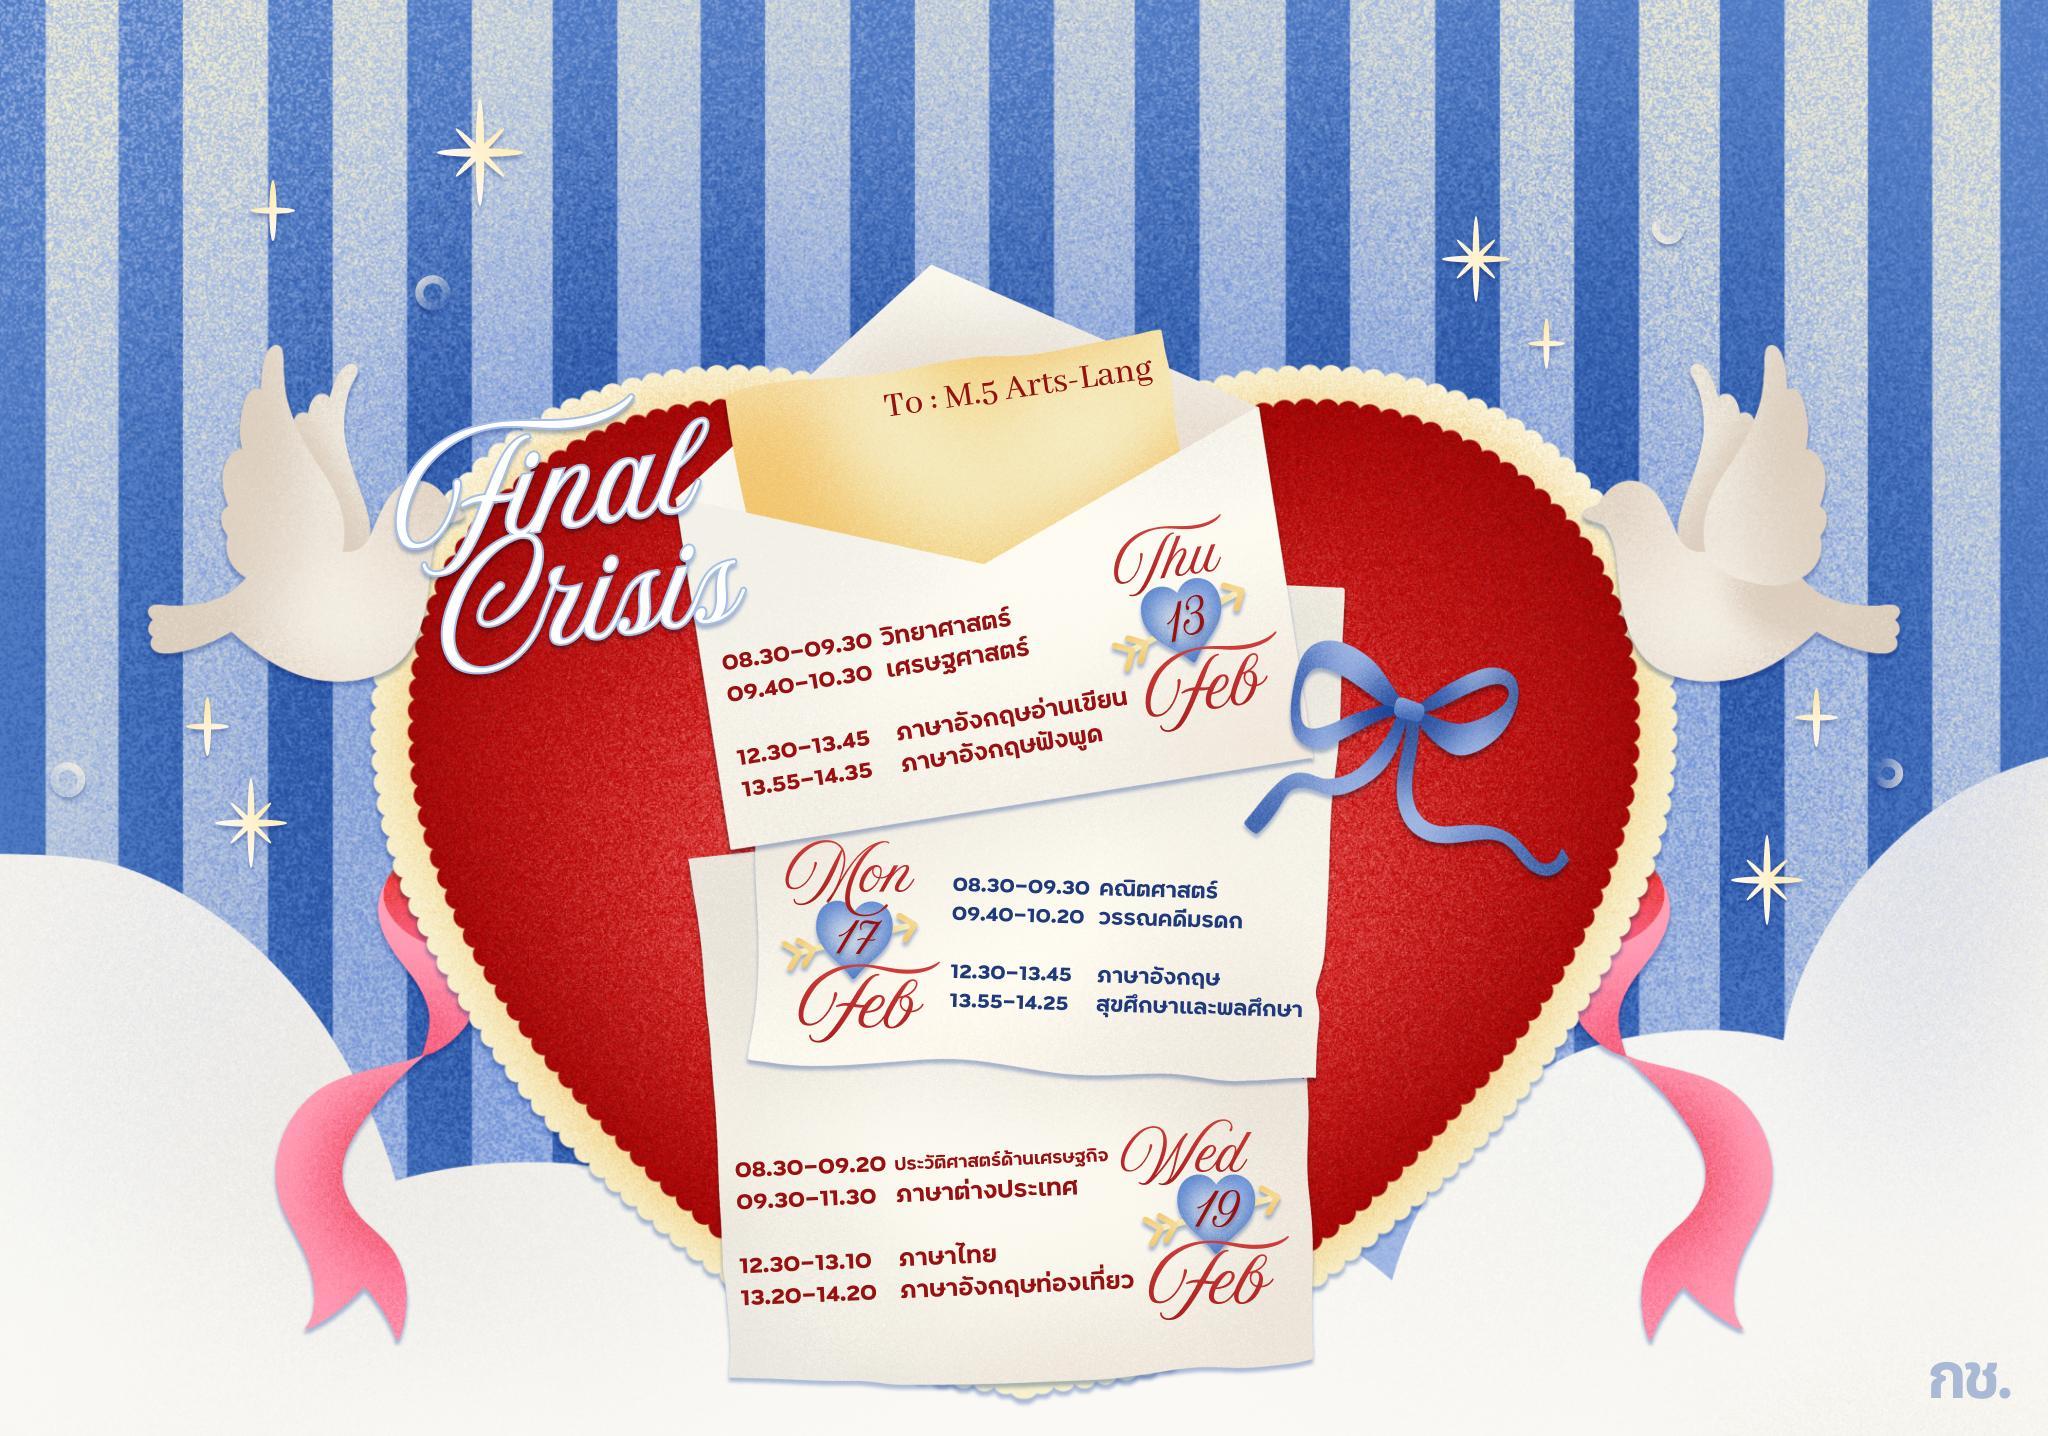 To : M.5 Arts-Lang
Final
Crisis
Thu
13
Feb
08.30-09.30 วิทยาศาสตร์
09.40-10.30 เศรษฐศาสตร์
12.30-13.45 ภาษาอังกฤษอ่านเขียน
13.55-14.35 ภาษาอังกฤษฟังพูด
Mon
17
Feb
08.30-09.30 คณิตศาสตร์
09.40-10.20 วรรณคดีมรดก
12.30-13.45 ภาษาอังกฤษ
13.55-14.25 สุขศึกษาและพลศึกษา
Wed
19
Feb
08.30-09.20 ประวัติศาสตร์ด้านเศรษฐกิจ
09.30-11.30 ภาษาต่างประเทศ
12.30-13.10 ภาษาไทย
13.20-14.20 ภาษาอังกฤษท่องเที่ยว
กช.